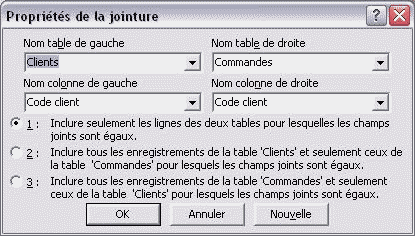 Propriétés de la jointure
Nom table de gauche Nom table de droite
Clients Commandes
Nom colonne de gauche Nom colonne de droite
Code client Code client
1 : Inclure seulement les lignes des deux tables pour lesquelles les champs
joints sont égaux.
2 : Inclure tous les enregistrements de la table 'Clients' et seulement ceux de
la table 'Commandes' pour lesquels les champs joints sont égaux.
3 : Inclure tous les enregistrements de la table 'Commandes' et seulement
ceux de la table 'Clients' pour lesquels les champs joints sont égaux.
OK Annuler Nouvelle